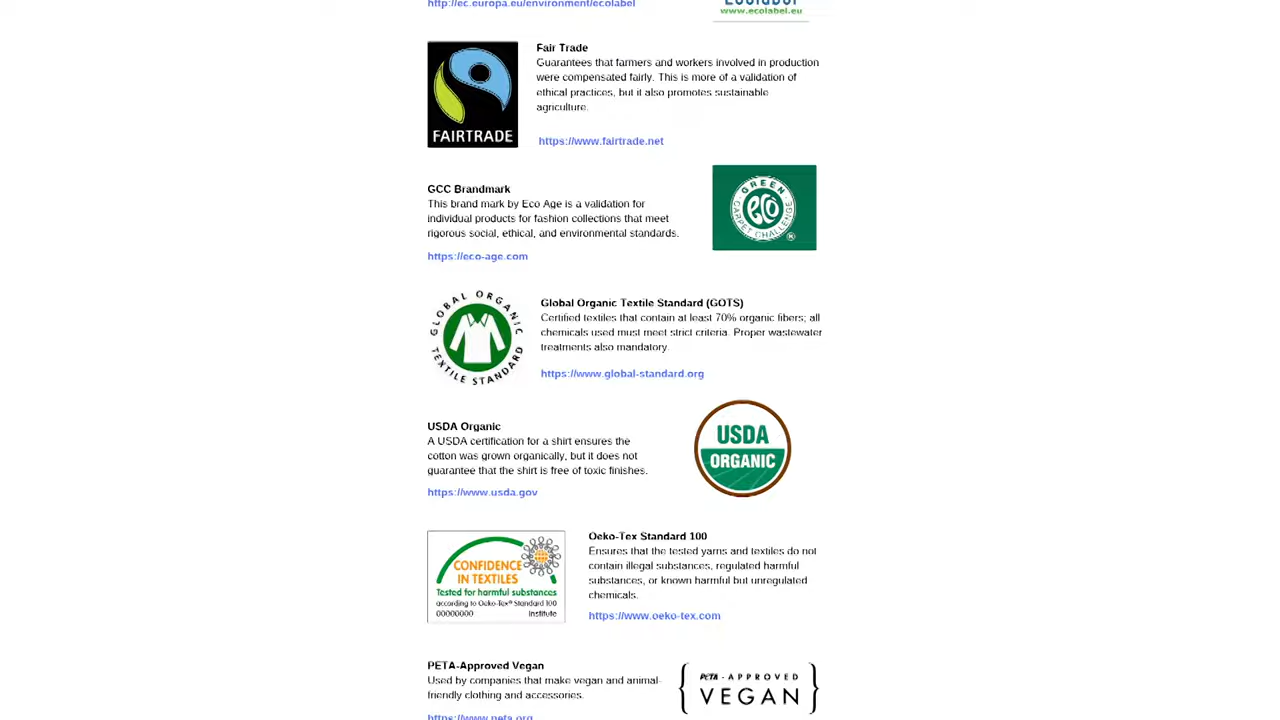 http://ec.europa.eu/environment/ecolabel
Ecolabel
www.ecolabel.eu
FAIRTRADE
Fair Trade
Guarantees that farmers and workers involved in production
were compensated fairly. This is more of a validation of
ethical practices, but it also promotes sustainable
agriculture.
https://www.fairtrade.net
GCC Brandmark
This brand mark by Eco Age is a validation for
individual products for fashion collections that meet
rigorous social, ethical, and environmental standards.
https://eco-age.com
GREEN
eco
CARPET CHALLENGE
®
GLOBAL ORGANIC
TEXTILE STANDARD
Global Organic Textile Standard (GOTS)
Certified textiles that contain at least 70% organic fibers; all
chemicals used must meet strict criteria. Proper wastewater
treatments also mandatory.
https://www.global-standard.org
USDA Organic
A USDA certification for a shirt ensures the
cotton was grown organically, but it does not
guarantee that the shirt is free of toxic finishes.
https://www.usda.gov
USDA
ORGANIC
CONFIDENCE
IN TEXTILES
Tested for harmful substances
according to Oeko-Tex® Standard 100
00000000 Institute
Oeko-Tex Standard 100
Ensures that the tested yarns and textiles do not
contain illegal substances, regulated harmful
substances, or known harmful but unregulated
chemicals.
https://www.oeko-tex.com
PETA-Approved Vegan
Used by companies that make vegan and animal-
friendly clothing and accessories.
https://www.peta.org
PETA-APPROVED
VEGAN